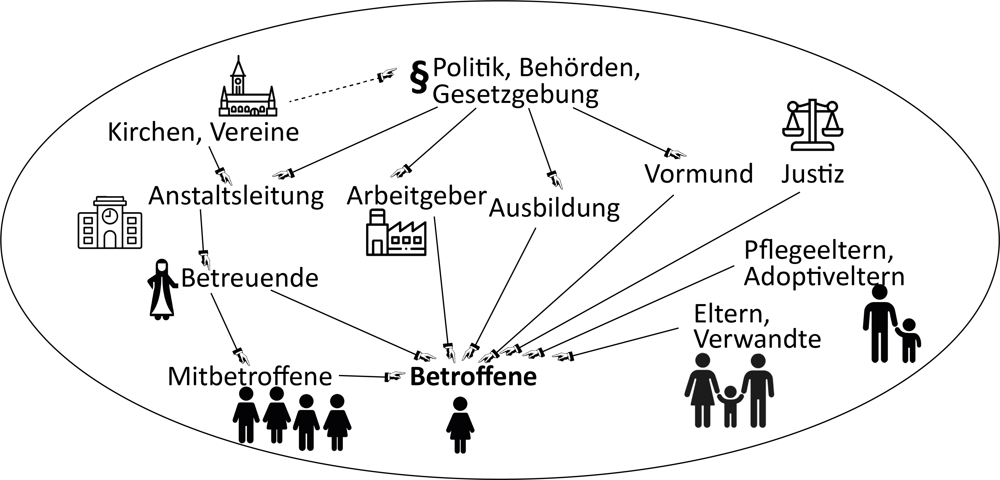 § Politik, Behörden,
Gesetzgebung
Kirchen, Vereine
Vormund
Justiz
Anstaltsleitung
Arbeitgeber
Ausbildung
Pflegeeltern,
Adoptiveltern
Betreuende
Eltern,
Verwandte
Mitbetroffene
Betroffene